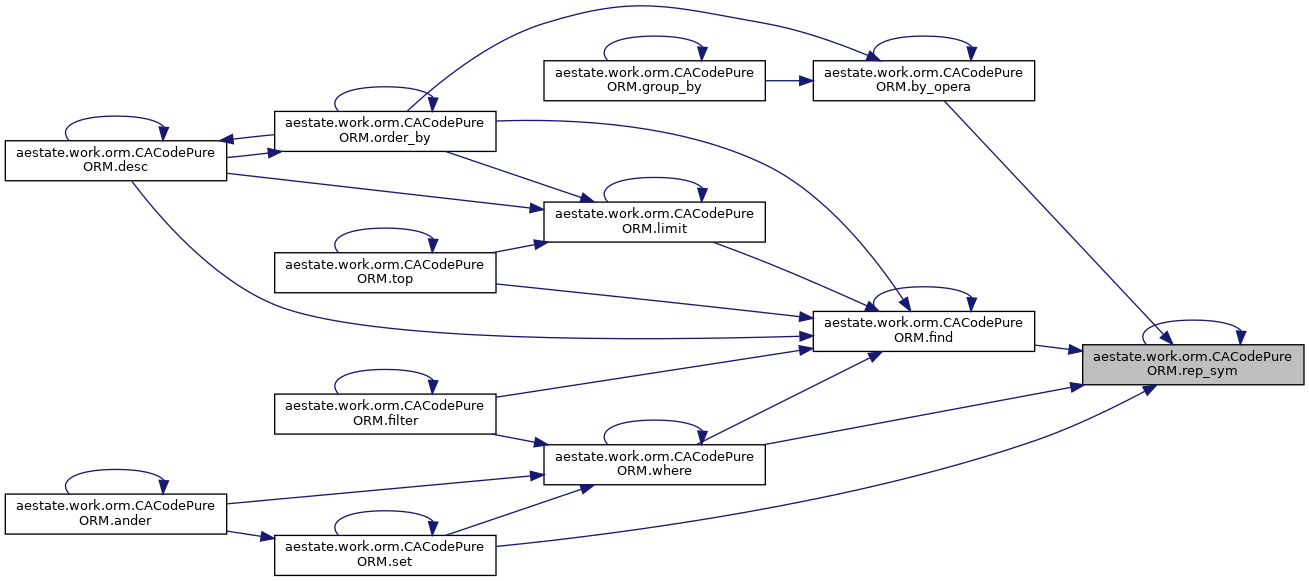 aestate.work.orm.CACodePure
ORM.group_by
aestate.work.orm.CACodePure
ORM.by_opera
aestate.work.orm.CACodePure
ORM.order_by
aestate.work.orm.CACodePure
ORM.desc
aestate.work.orm.CACodePure
ORM.limit
aestate.work.orm.CACodePure
ORM.top
aestate.work.orm.CACodePure
ORM.find
aestate.work.orm.CACodePure
ORM.rep_sym
aestate.work.orm.CACodePure
ORM.filter
aestate.work.orm.CACodePure
ORM.where
aestate.work.orm.CACodePure
ORM.ander
aestate.work.orm.CACodePure
ORM.set